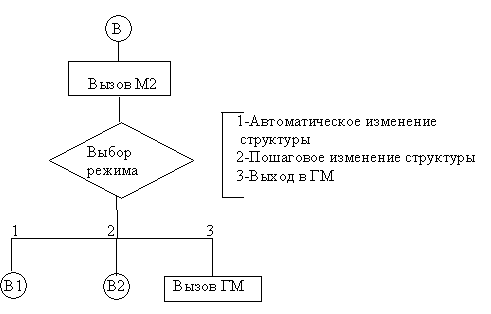 В
Вызов М2
Выбор
режима
1-Автоматическое изменение
структуры
2-Пошаговое изменение структуры
3-Выход в ГМ
1 2 3
В1 В2 Вызов ГМ